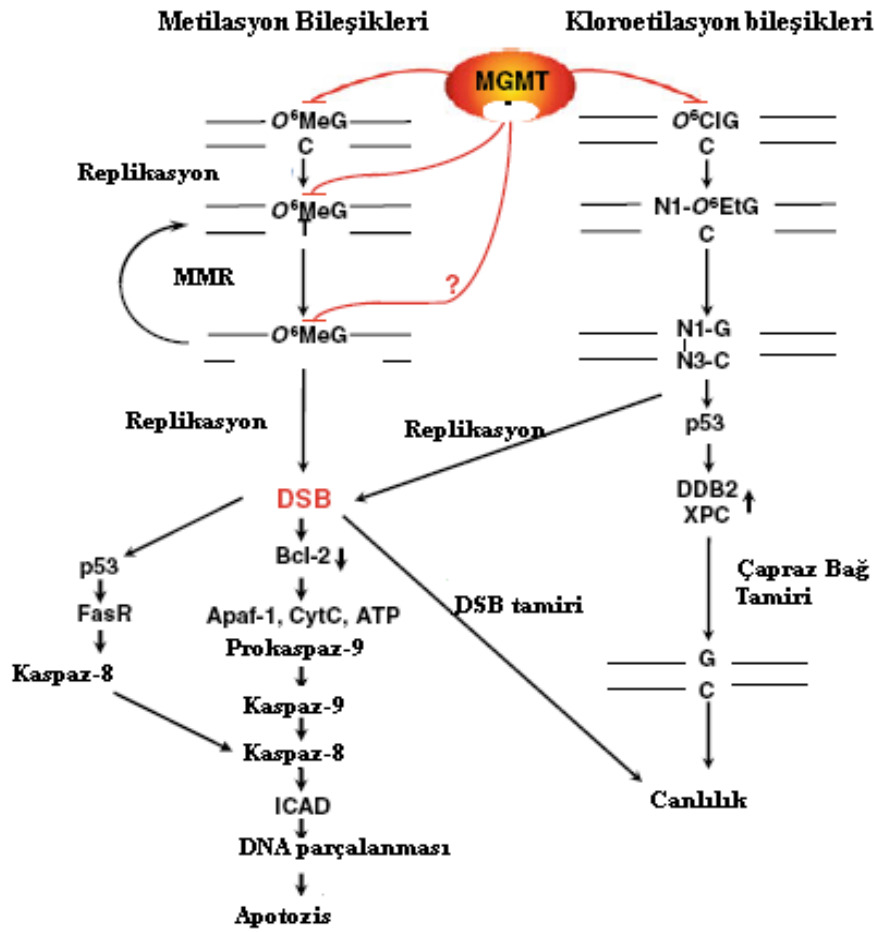 Metilasyon Bileşikleri
Kloroetilasyon bileşikleri
MGMT
O⁶MeG
C
Replikasyon
O⁶MeG
T
MMR
?
O⁶MeG
Replikasyon
O⁶ClG
C
N1-O⁶EtG
C
N1-G
N3-C
Replikasyon
p53
DDB2
XPC
Çapraz Bağ
Tamiri
G
C
Canlılık
DSB
DSB tamiri
p53
FasR
Kaspaz-8
Bcl-2
Apaf-1, CytC, ATP
Prokaspaz-9
Kaspaz-9
Kaspaz-8
ICAD
DNA parçalanması
Apotozis